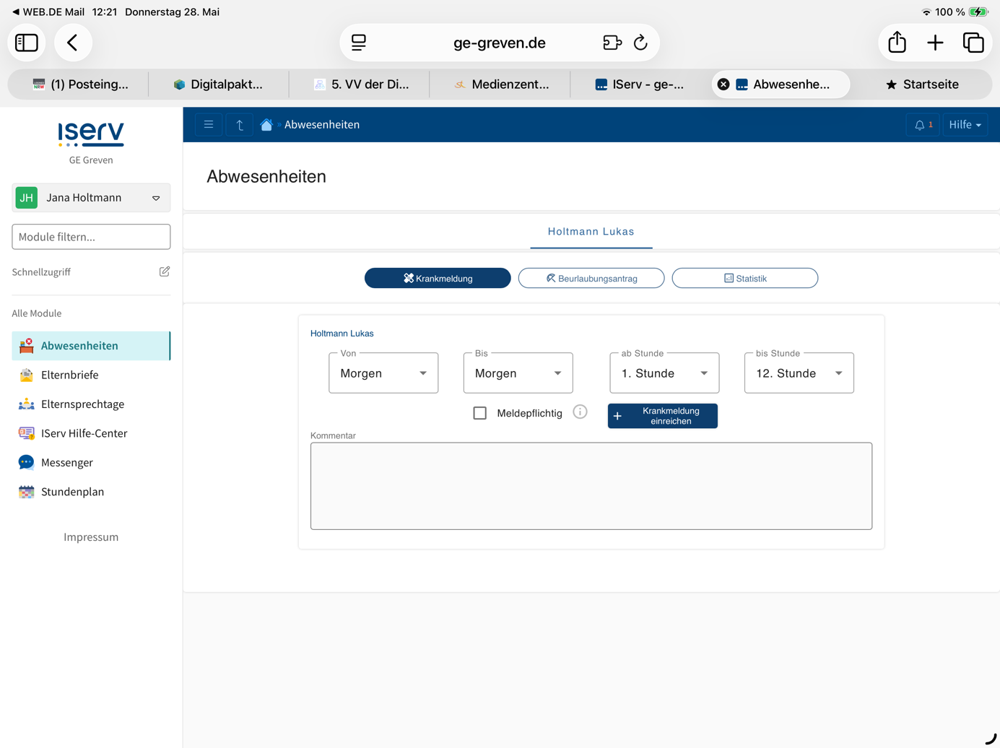 WEB.DE Mail 12:21 Donnerstag 28. Mai 100 %
ge-greven.de
(1) Posteing...
Digitalpakt...
5. VV der Di...
Medienzent...
IServ - ge-...
Abwesenhe...
Startseite
Iserv
GE Greven
» Abwesenheiten
1
Hilfe
Abwesenheiten
JH Jana Holtmann
Module filtern...
Schnellzugriff
Alle Module
Abwesenheiten
Elternbriefe
Elternsprechtage
IServ Hilfe-Center
Messenger
Stundenplan
Impressum
Holtmann Lukas
Krankmeldung
Beurlaubungsantrag
Statistik
Holtmann Lukas
Von
Morgen
Bis
Morgen
ab Stunde
1. Stunde
bis Stunde
12. Stunde
Meldepflichtig
+ Krankmeldung
einreichen
Kommentar